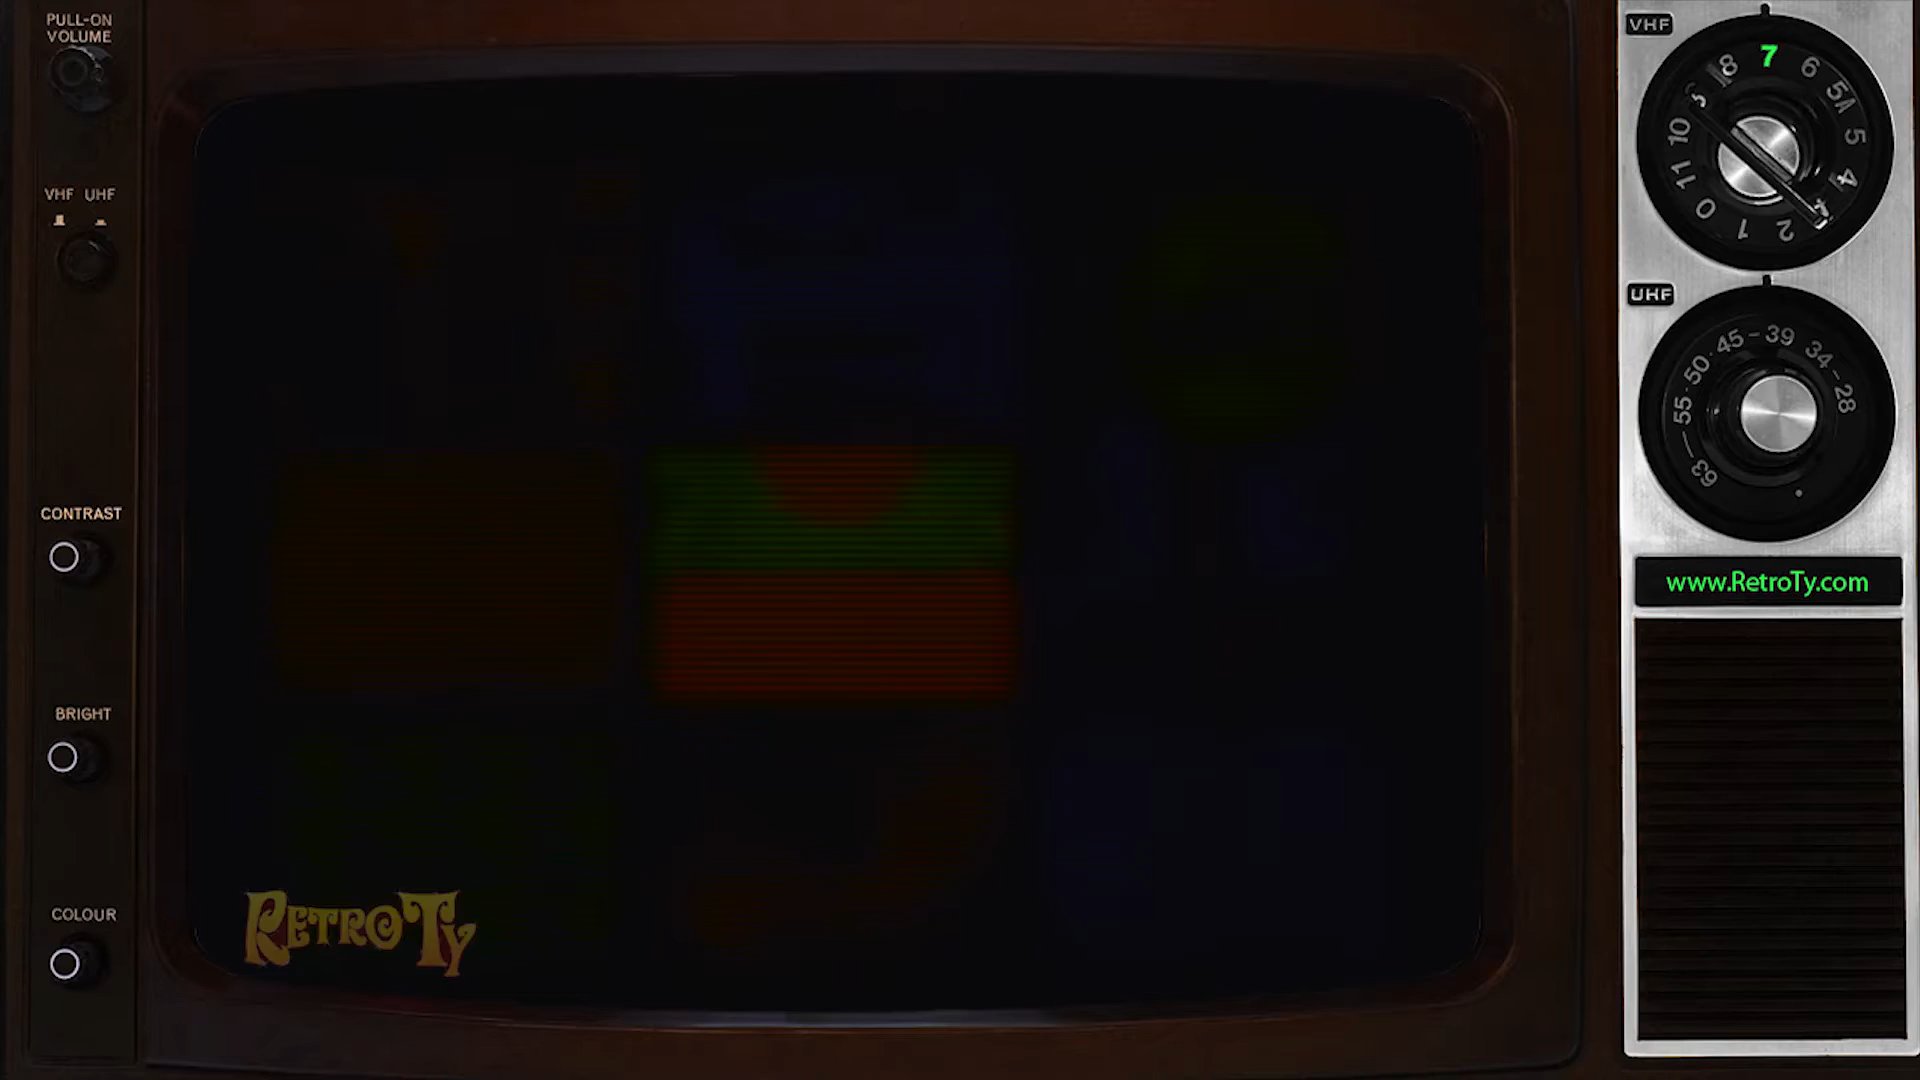 PULL-ON
VOLUME
VHF UHF
CONTRAST
BRIGHT
COLOUR
RETROTY
VHF
7
6
5A
5
4
2
1
0
11
10
9
8
UHF
39
34
28
45
50
55
63
www.RetroTy.com